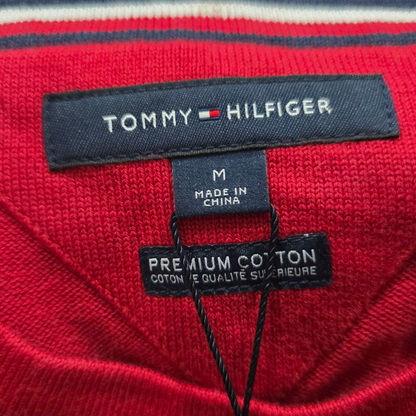 TOMMY HILFIGER
M
MADE IN
CHINA
PREMIUM COTTON
COTON DE QUALITÉ SUPÉRIEURE